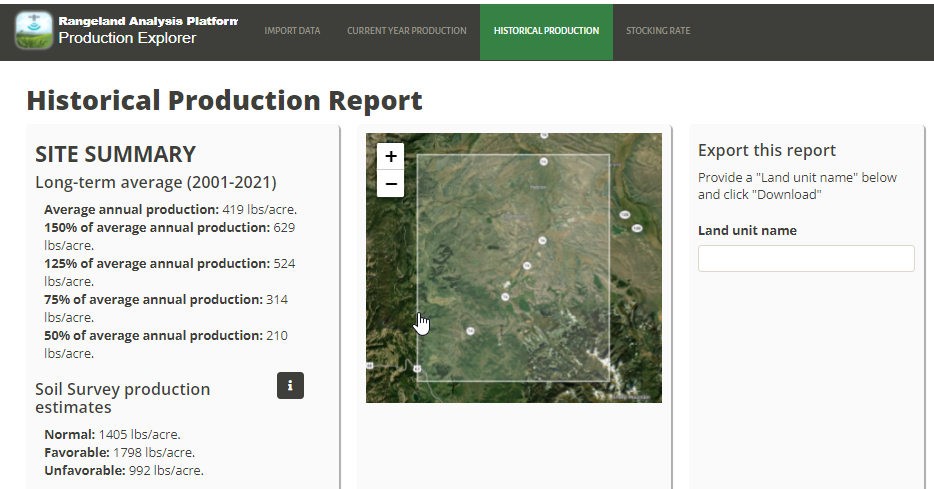 Rangeland Analysis Platform
Production Explorer
IMPORT DATA
CURRENT YEAR PRODUCTION
HISTORICAL PRODUCTION
STOCKING RATE
Historical Production Report
SITE SUMMARY
Long-term average (2001-2021)
Average annual production: 419 lbs/acre.
150% of average annual production: 629
lbs/acre.
125% of average annual production: 524
lbs/acre.
75% of average annual production: 314
lbs/acre.
50% of average annual production: 210
lbs/acre.
Soil Survey production
estimates
i
Normal: 1405 lbs/acre.
Favorable: 1798 lbs/acre.
Unfavorable: 992 lbs/acre.
+
−
Export this report
Provide a "Land unit name" below
and click "Download"
Land unit name